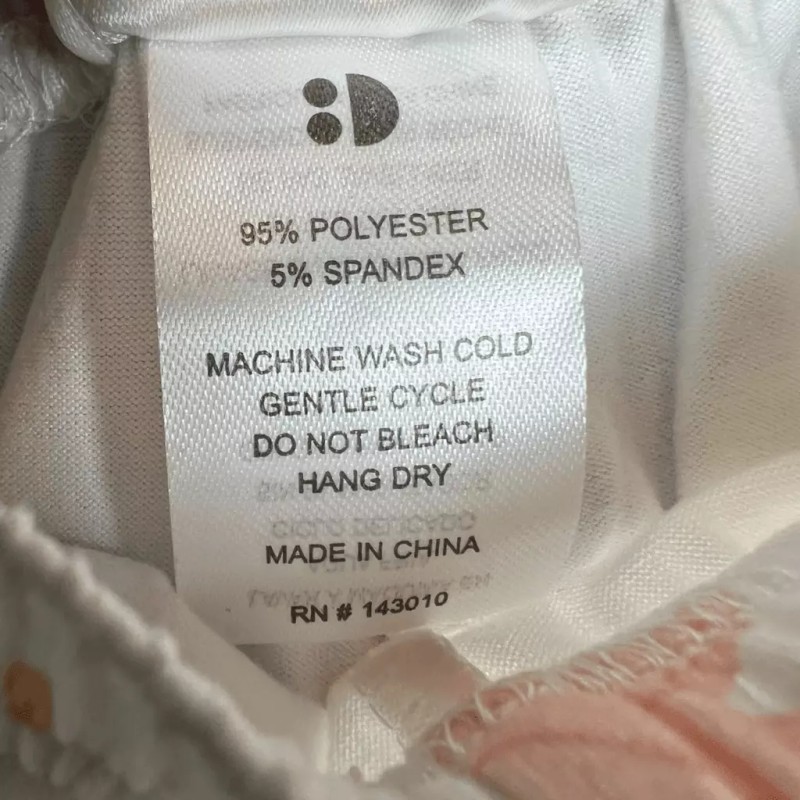 95% POLYESTER
5% SPANDEX
MACHINE WASH COLD
GENTLE CYCLE
DO NOT BLEACH
HANG DRY
MADE IN CHINA
RN # 143010